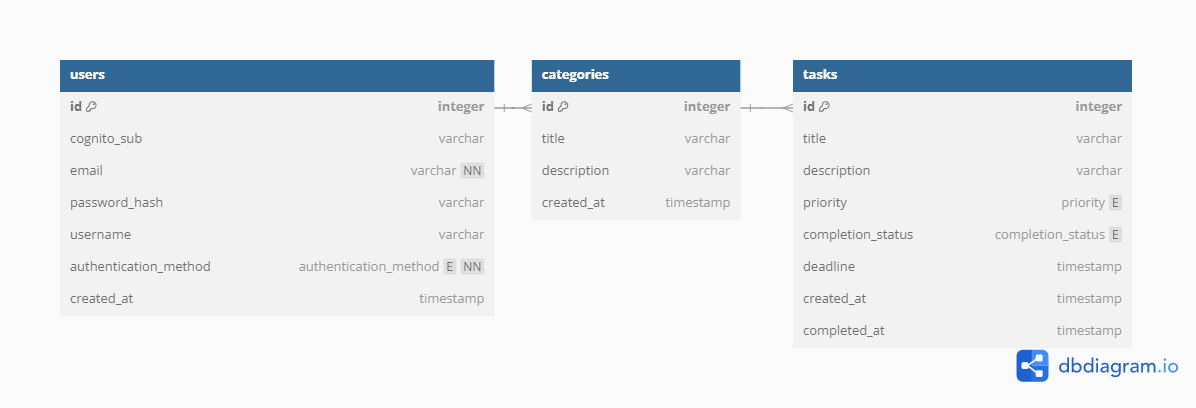 users
id integer
cognito_sub varchar
email varchar NN
password_hash varchar
username varchar
authentication_method authentication_method E NN
created_at timestamp
categories
id integer
title varchar
description varchar
created_at timestamp
tasks
id integer
title varchar
description varchar
priority priority E
completion_status completion_status E
deadline timestamp
created_at timestamp
completed_at timestamp
dbdiagram.io